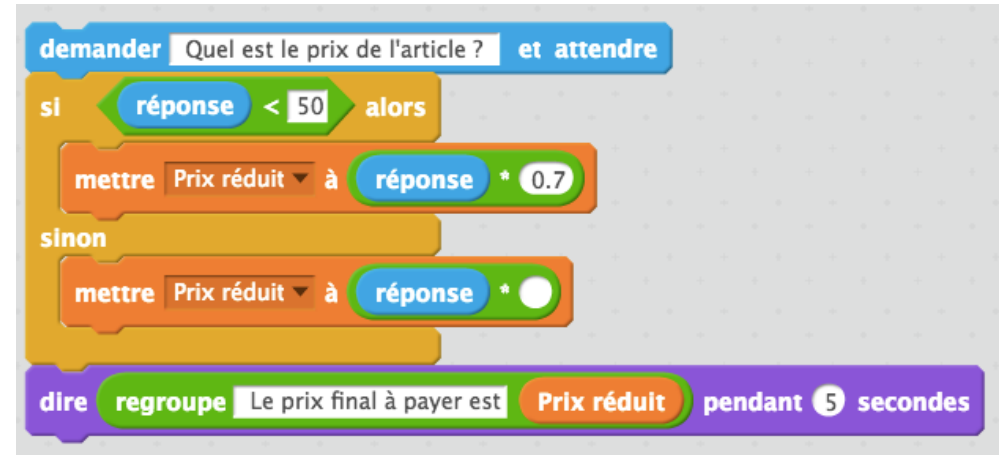 demander Quel est le prix de l'article ? et attendre
si réponse < 50 alors
mettre Prix réduit à réponse * 0.7
sinon
mettre Prix réduit à réponse *
dire regroupe Le prix final à payer est Prix réduit pendant 5 secondes